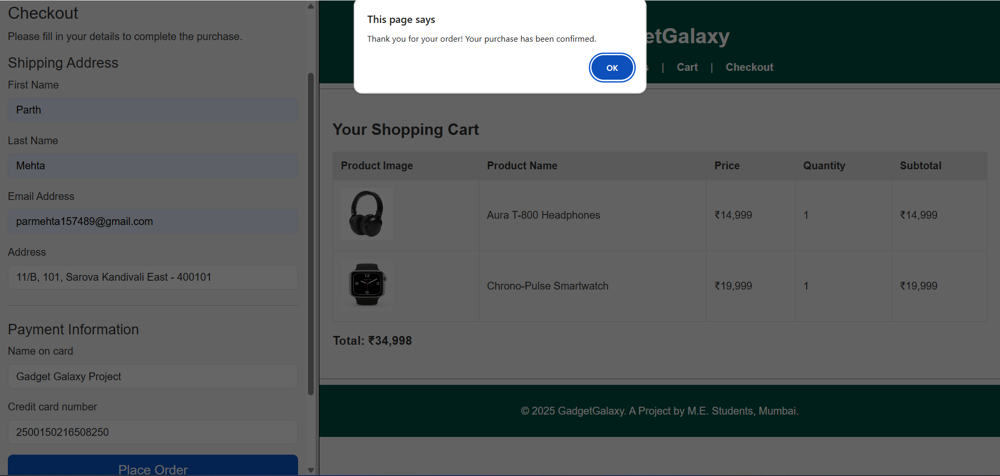 Checkout
Please fill in your details to complete the purchase.
Shipping Address
First Name
Parth
Last Name
Mehta
Email Address
parmehta157489@gmail.com
Address
11/B, 101, Sarova Kandivali East - 400101
Payment Information
Name on card
Gadget Galaxy Project
Credit card number
2500150216508250
Place Order
This page says
Thank you for your order! Your purchase has been confirmed.
OK
etGalaxy
s | Cart | Checkout
Your Shopping Cart
Product Image Product Name Price Quantity Subtotal
Aura T-800 Headphones ₹14,999 1 ₹14,999
12
9 3
6
Chrono-Pulse Smartwatch ₹19,999 1 ₹19,999
Total: ₹34,998
© 2025 GadgetGalaxy. A Project by M.E. Students, Mumbai.